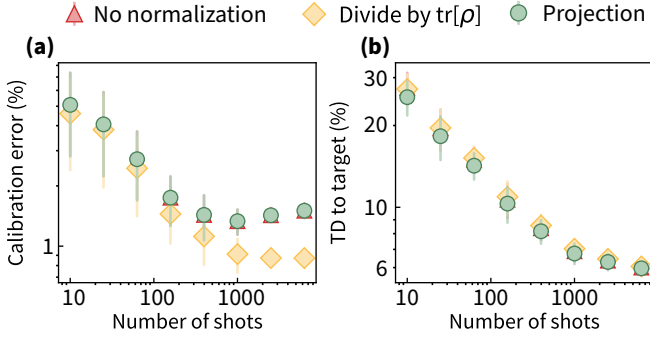 No normalization Divide by tr[ρ] Projection
(a) (b)
Calibration error (%)
1
10 100 1000
Number of shots
TD to target (%)
30
20
10
6
10 100 1000
Number of shots